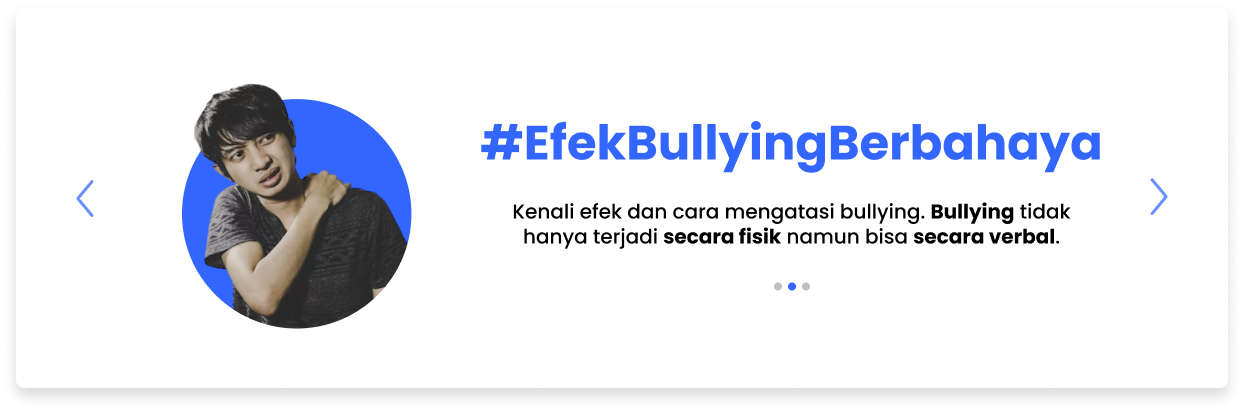 #EfekBullyingBerbahaya
Kenali efek dan cara mengatasi bullying. Bullying tidak
hanya terjadi secara fisik namun bisa secara verbal.